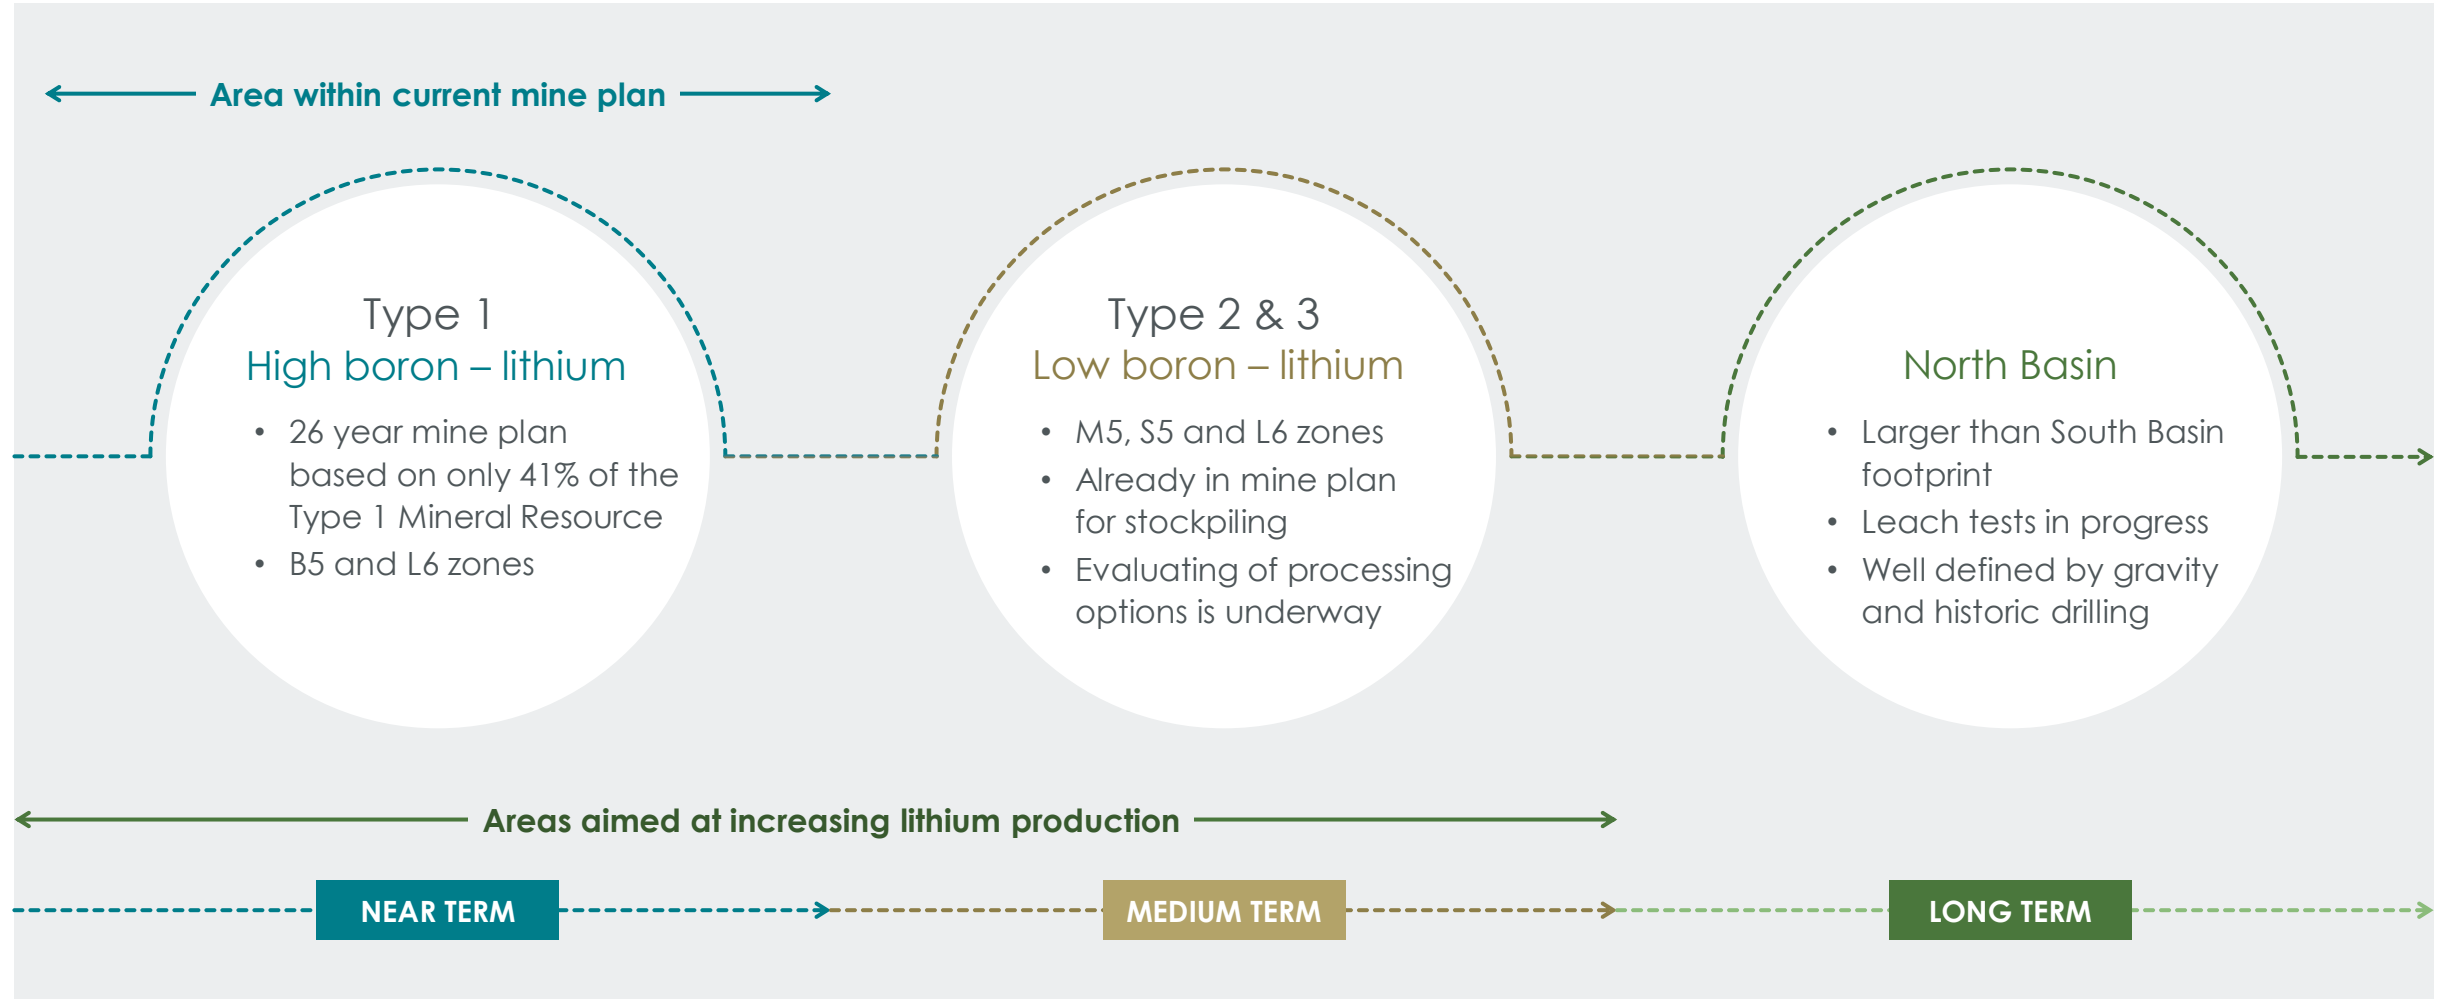 Area within current mine plan
Type 1
High boron – lithium
• 26 year mine plan
based on only 41% of the
Type 1 Mineral Resource
• B5 and L6 zones
Type 2 & 3
Low boron – lithium
• M5, S5 and L6 zones
• Already in mine plan
for stockpiling
• Evaluating of processing
options is underway
North Basin
• Larger than South Basin
footprint
• Leach tests in progress
• Well defined by gravity
and historic drilling
Areas aimed at increasing lithium production
NEAR TERM
MEDIUM TERM
LONG TERM